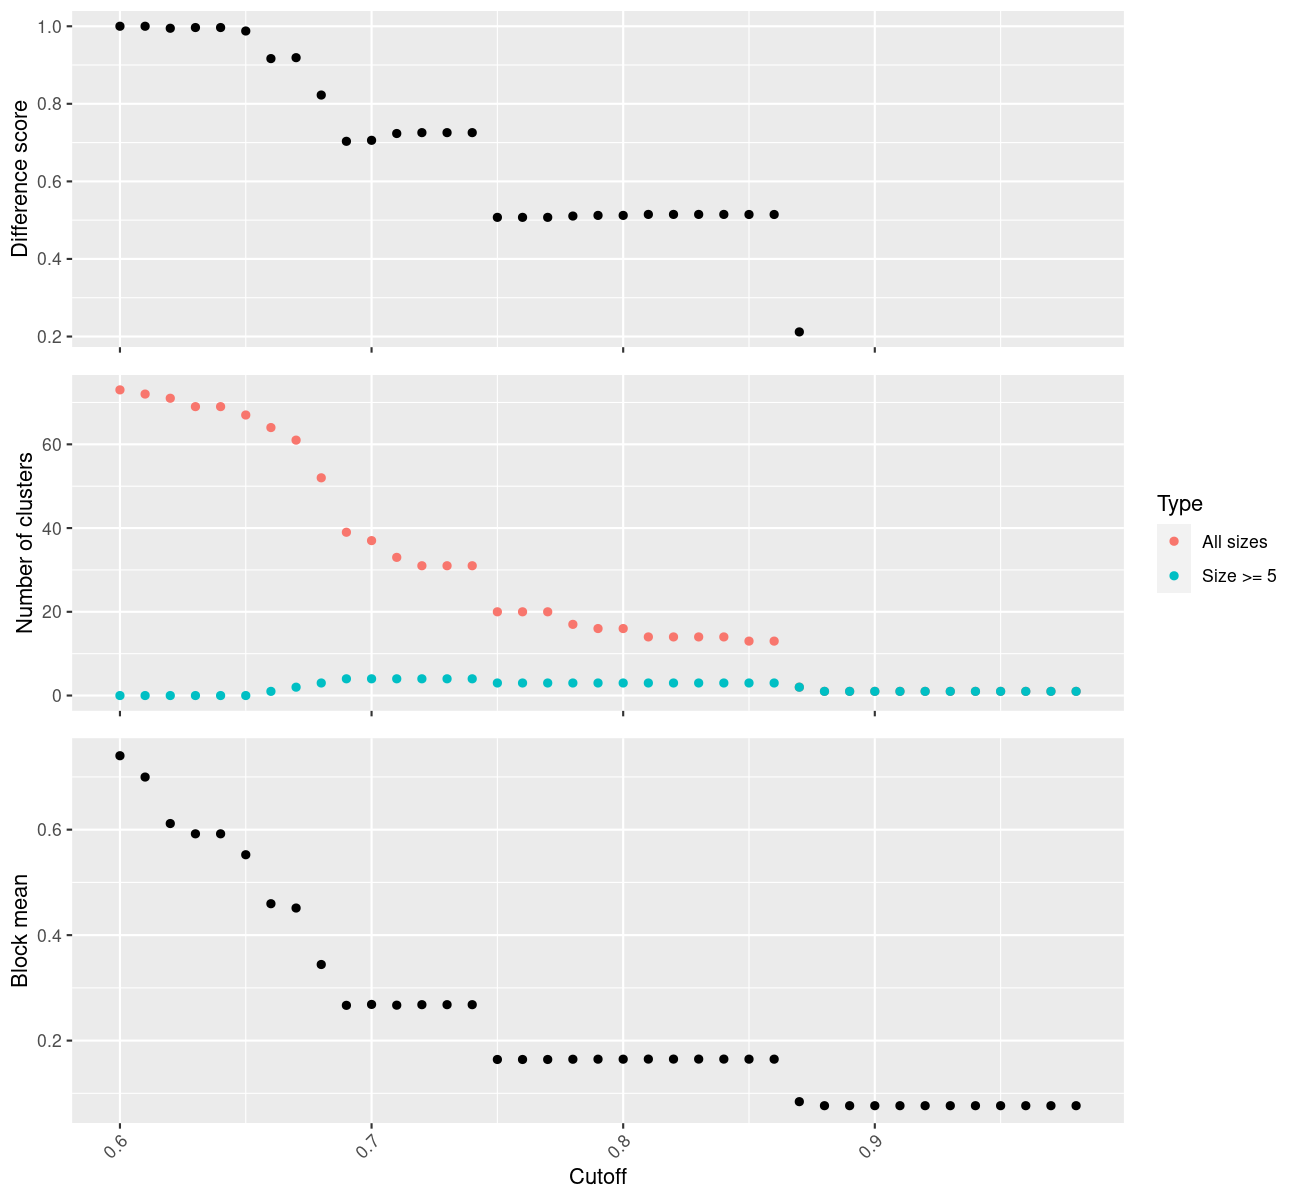 Difference score
1.0
0.8
0.6
0.4
0.2
Number of clusters
60
40
20
0
Type
All sizes
Size >= 5
Block mean
0.6
0.4
0.2
0.6
0.7
0.8
0.9
Cutoff